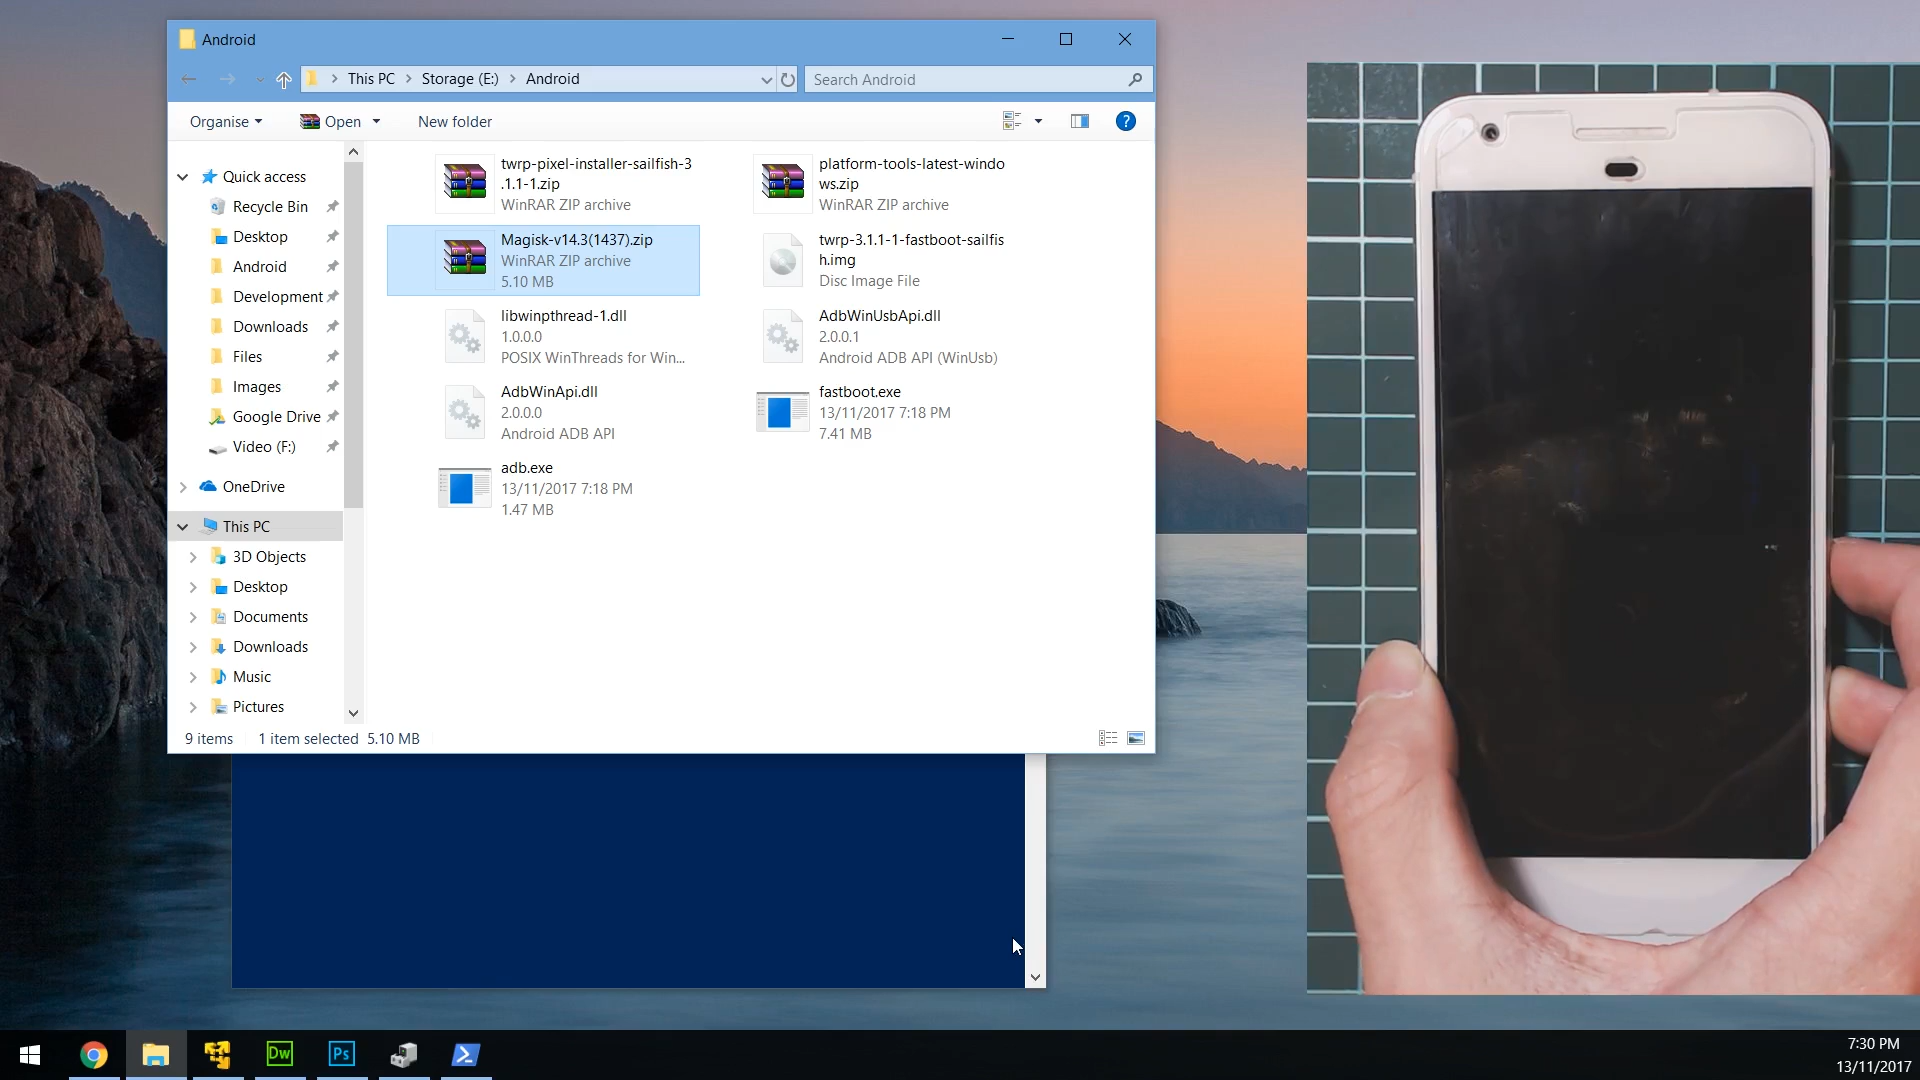 Android
This PC Storage (E:) Android
Search Android
Organise Open New folder
?
Quick access
Recycle Bin
Desktop
Android
Development
Downloads
Files
Images
Google Drive
Video (F:)
OneDrive
This PC
3D Objects
Desktop
Documents
Downloads
Music
Pictures
twrp-pixel-installer-sailfish-3
.1.1-1.zip
WinRAR ZIP archive
platform-tools-latest-windo
ws.zip
WinRAR ZIP archive
Magisk-v14.3(1437).zip
WinRAR ZIP archive
5.10 MB
twrp-3.1.1-1-fastboot-sailfis
h.img
Disc Image File
libwinpthread-1.dll
1.0.0.0
POSIX WinThreads for Win...
AdbWinUsbApi.dll
2.0.0.1
Android ADB API (WinUsb)
AdbWinApi.dll
2.0.0.0
Android ADB API
fastboot.exe
13/11/2017 7:18 PM
7.41 MB
adb.exe
13/11/2017 7:18 PM
1.47 MB
9 items 1 item selected 5.10 MB
Dw
Ps
7:30 PM
13/11/2017